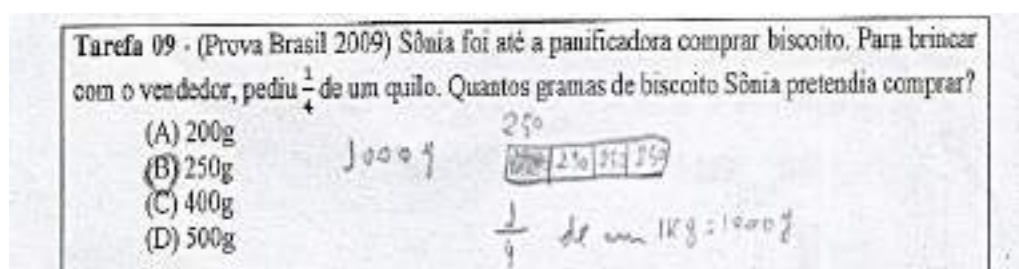 Tarefa 09 - (Prova Brasil 2009) Sônia foi até a panificadora comprar biscoito. Para brincar
com o vendedor, pediu 1/4 de um quilo. Quantos gramas de biscoito Sônia pretendia comprar?
(A) 200g
(B) 250g
(C) 400g
(D) 500g
1000 g
250
250 250 250
1/4 de um 1Kg = 1000g